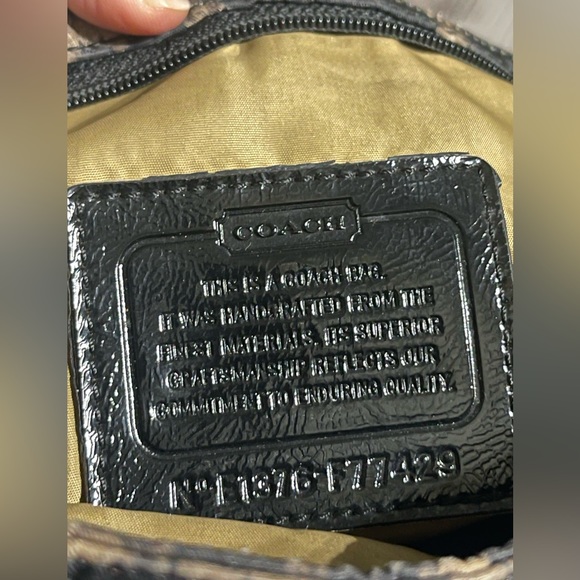 COACH
THIS IS A COACH BAG.
IT WAS HANDCRAFTED FROM THE
FINEST MATERIALS. ITS SUPERIOR
CRAFTSMANSHIP REFLECTS OUR
COMMITMENT TO ENDURING QUALITY.
No E1376-F77429